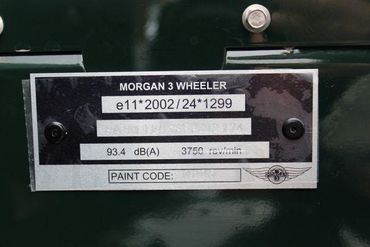 MORGAN 3 WHEELER
e11*2002/24*1299
93.4 dB(A) 3750 rev/min
PAINT CODE: